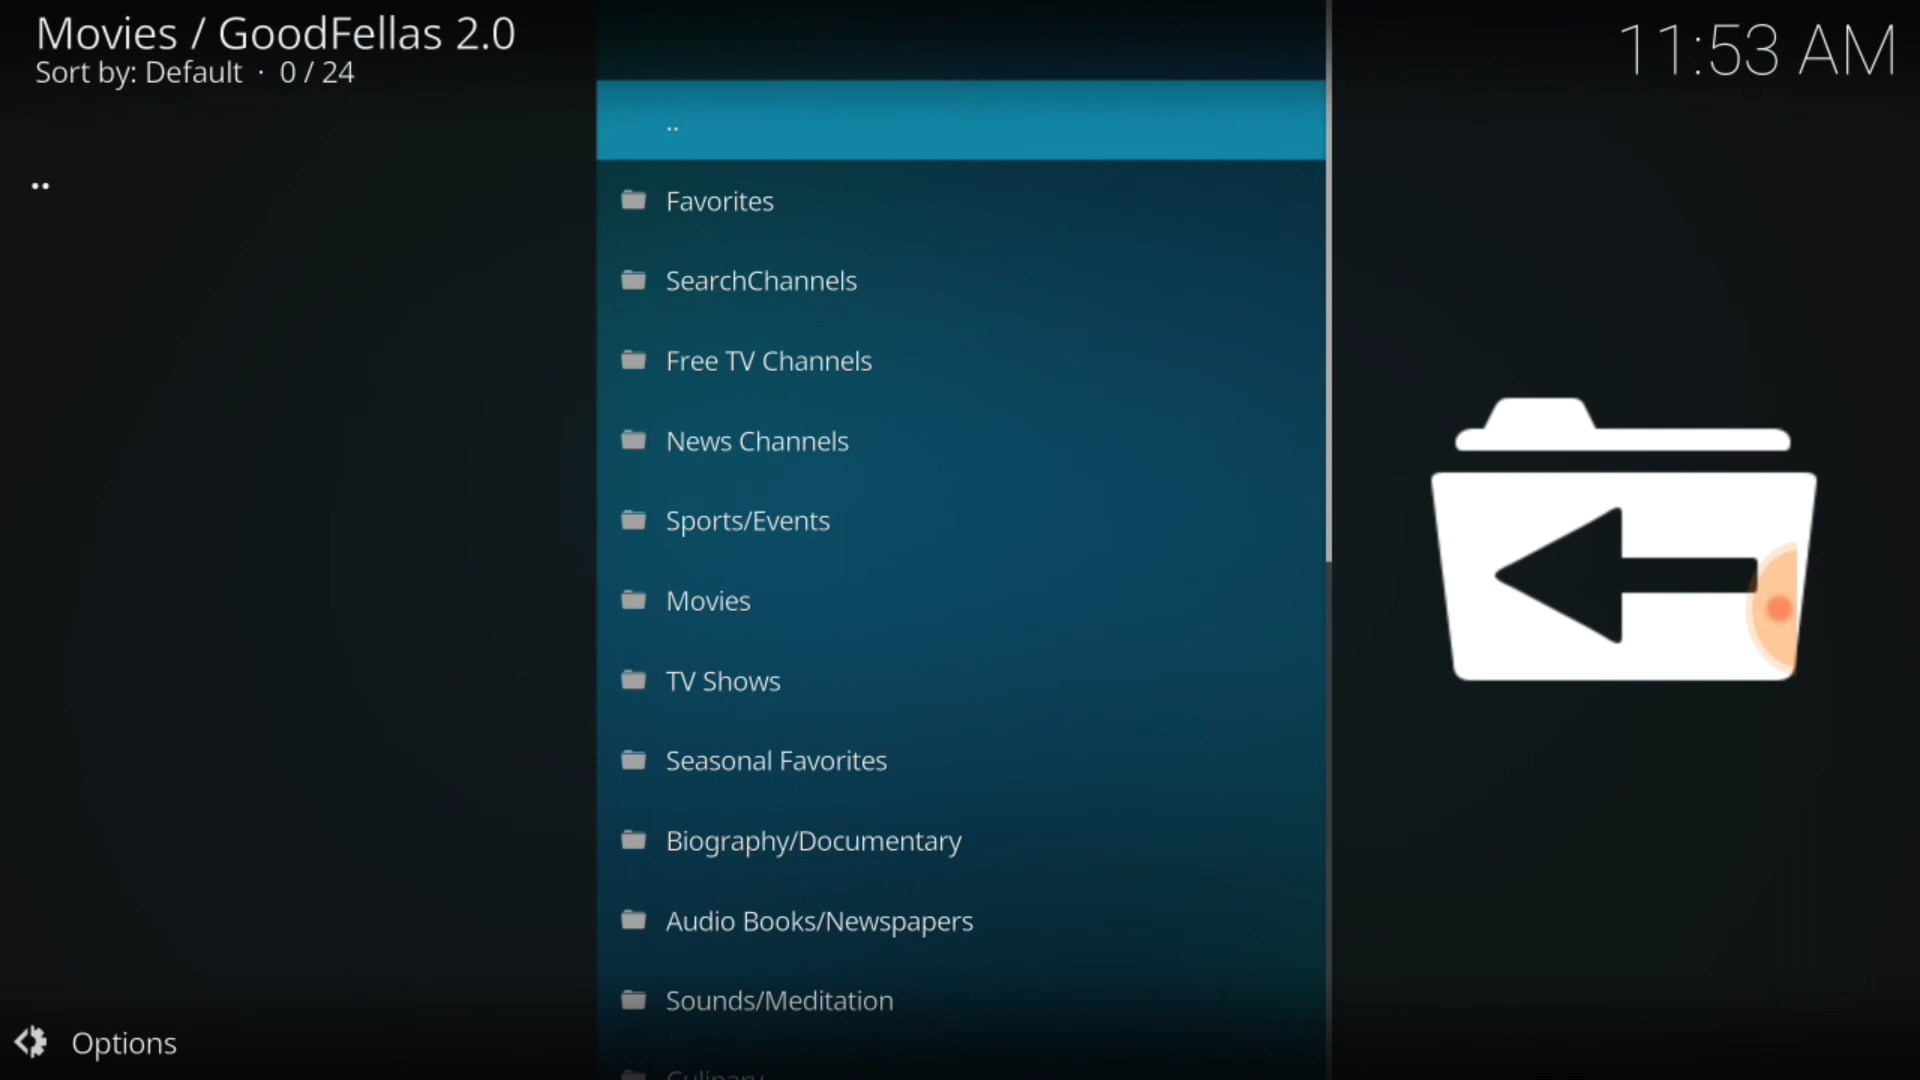 Movies / GoodFellas 2.0
Sort by: Default · 0 / 24
11:53 AM
..
..
Favorites
SearchChannels
Free TV Channels
News Channels
Sports/Events
Movies
TV Shows
Seasonal Favorites
Biography/Documentary
Audio Books/Newspapers
Sounds/Meditation
Culinary
Options